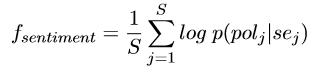 f_{sentiment} = \frac{1}{S} \sum_{j=1}^{S} log p(pol_j|se_j)